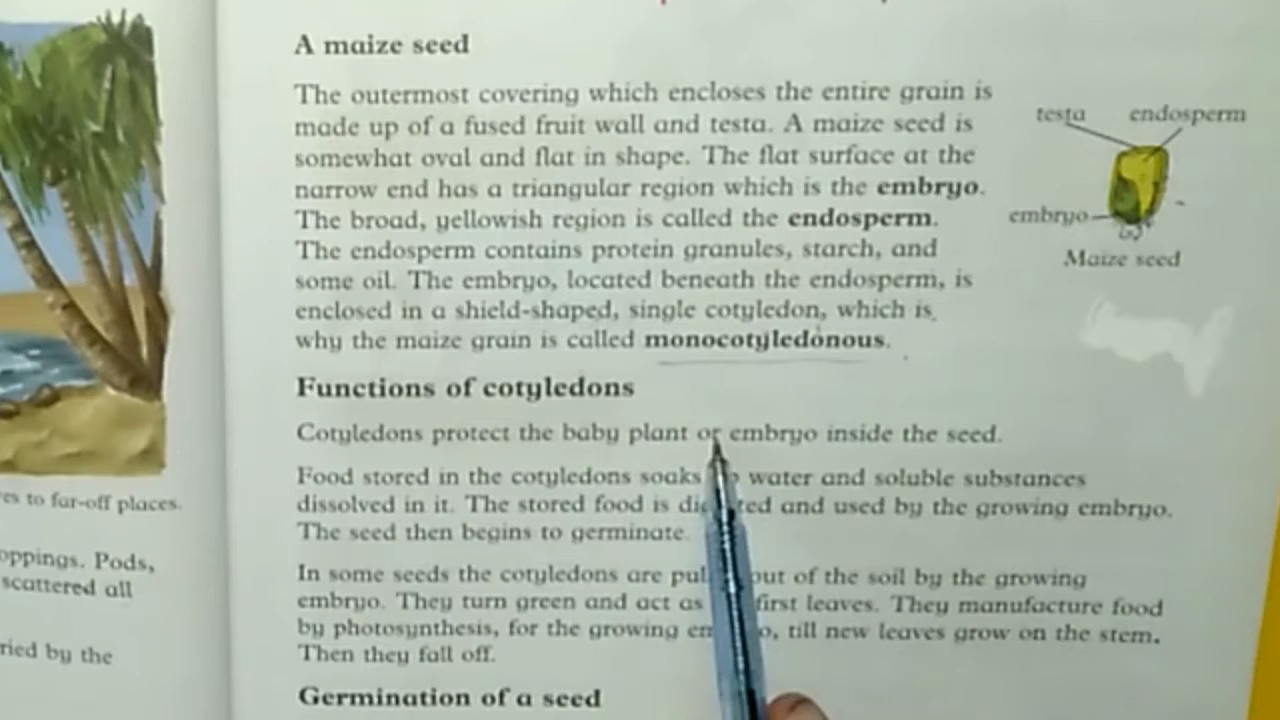 A maize seed
The outermost covering which encloses the entire grain is
made up of a fused fruit wall and testa. A maize seed is
somewhat oval and flat in shape. The flat surface at the
narrow end has a triangular region which is the embryo.
The broad, yellowish region is called the endosperm.
The endosperm contains protein granules, starch, and
some oil. The embryo, located beneath the endosperm, is
enclosed in a shield-shaped, single cotyledon, which is
why the maize grain is called monocotyledonous.
testa endosperm
embryo
Maize seed
Functions of cotyledons
Cotyledons protect the baby plant or embryo inside the seed.
Food stored in the cotyledons soaks water and soluble substances
dissolved in it. The stored food is and used by the growing embryo.
The seed then begins to germinate.
In some seeds the cotyledons are out of the soil by the growing
embryo. They turn green and act as first leaves. They manufacture food
by photosynthesis, for the growing till new leaves grow on the stem.
Then they fall off.
Germination of a seed
es to far-off places.
oppings. Pods,
scattered all
ried by the